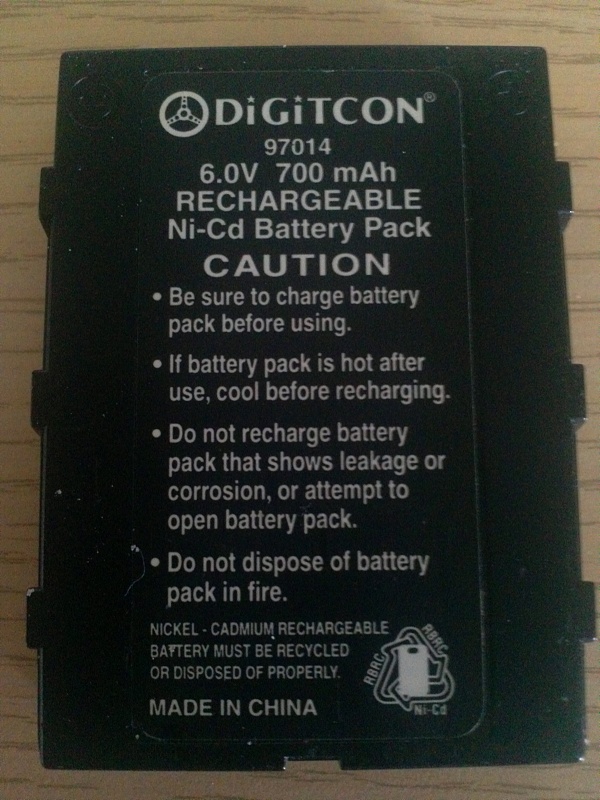 DiGiTCON®
97014
6.0V 700 mAh
RECHARGEABLE
Ni-Cd Battery Pack
CAUTION
• Be sure to charge battery
pack before using.
• If battery pack is hot after
use, cool before recharging.
• Do not recharge battery
pack that shows leakage or
corrosion, or attempt to
open battery pack.
• Do not dispose of battery
pack in fire.
NICKEL - CADMIUM RECHARGEABLE
BATTERY MUST BE RECYCLED
OR DISPOSED OF PROPERLY.
RBRC
RBRC
Ni-Cd
MADE IN CHINA